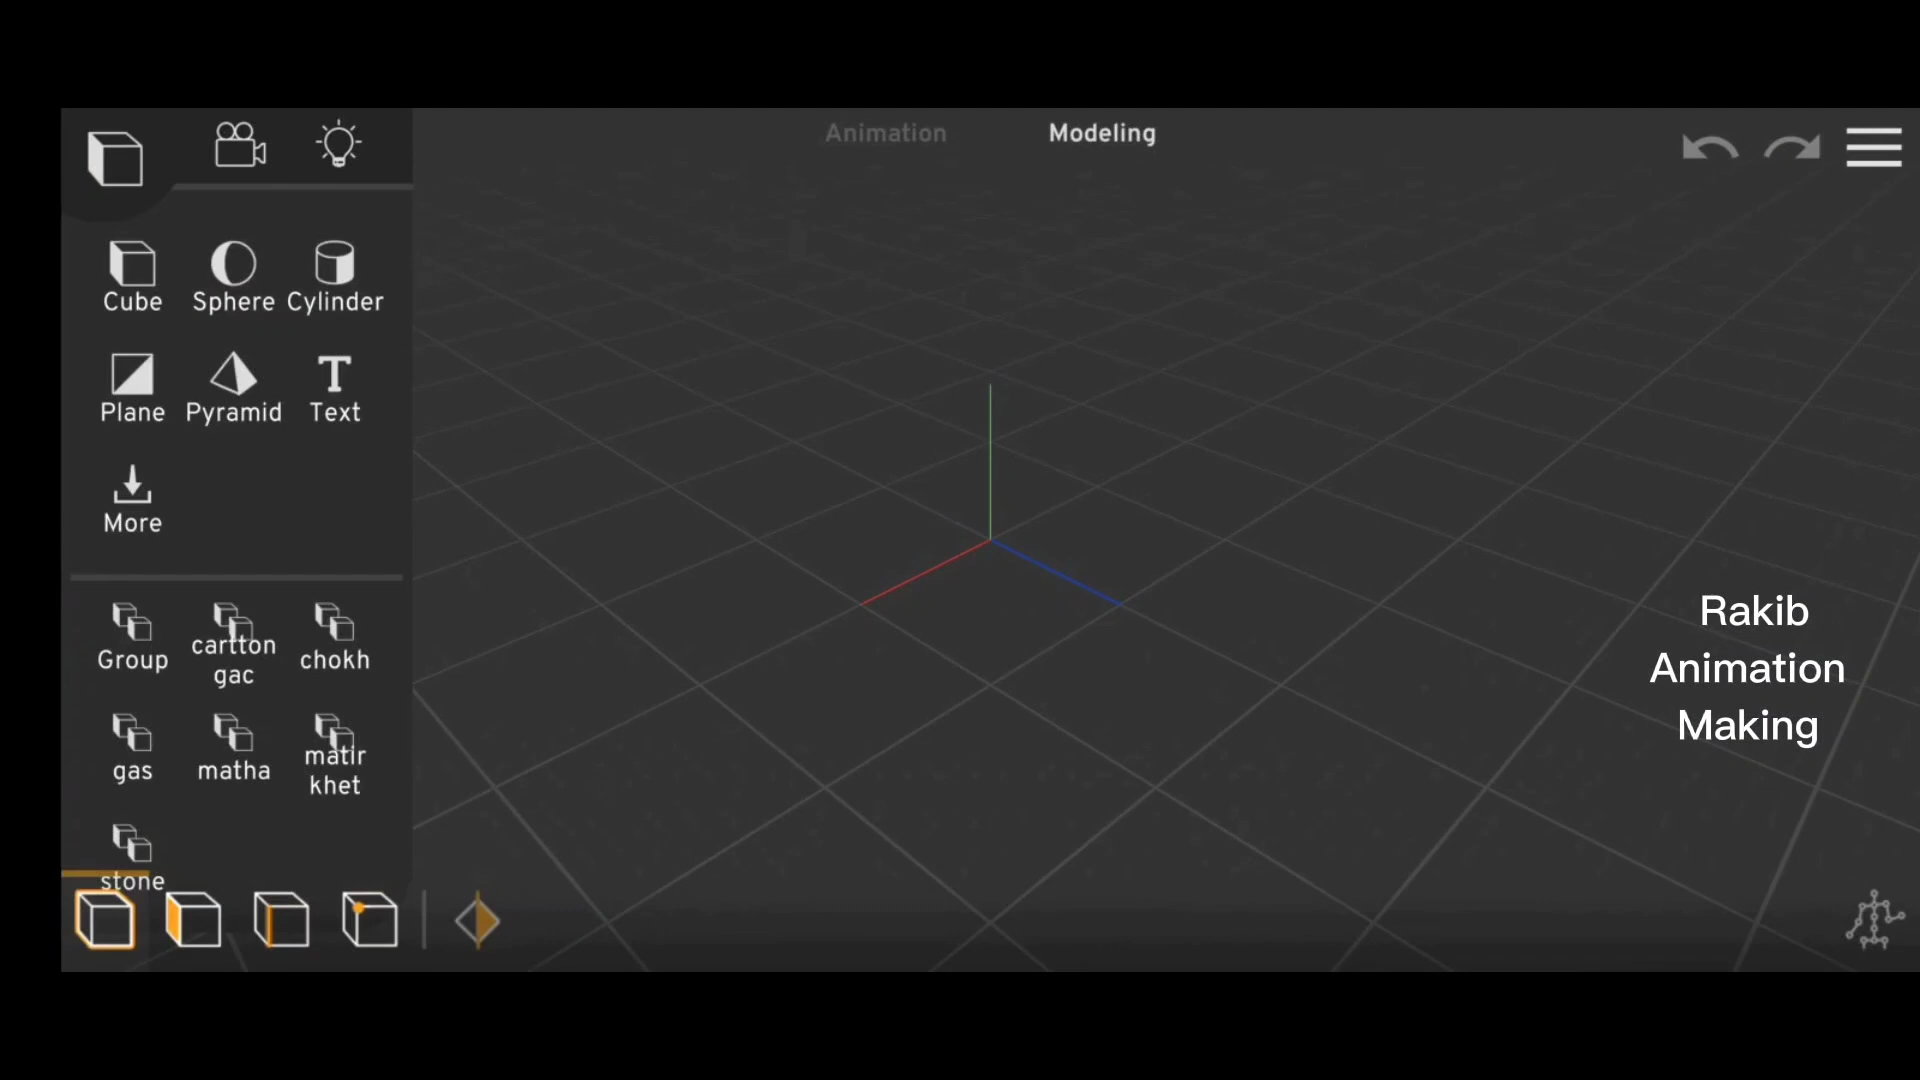 Animation
Modeling
Cube
Sphere
Cylinder
Plane
Pyramid
Text
More
Group
cartton
gac
chokh
gas
matha
matir
khet
stone
Rakib
Animation
Making